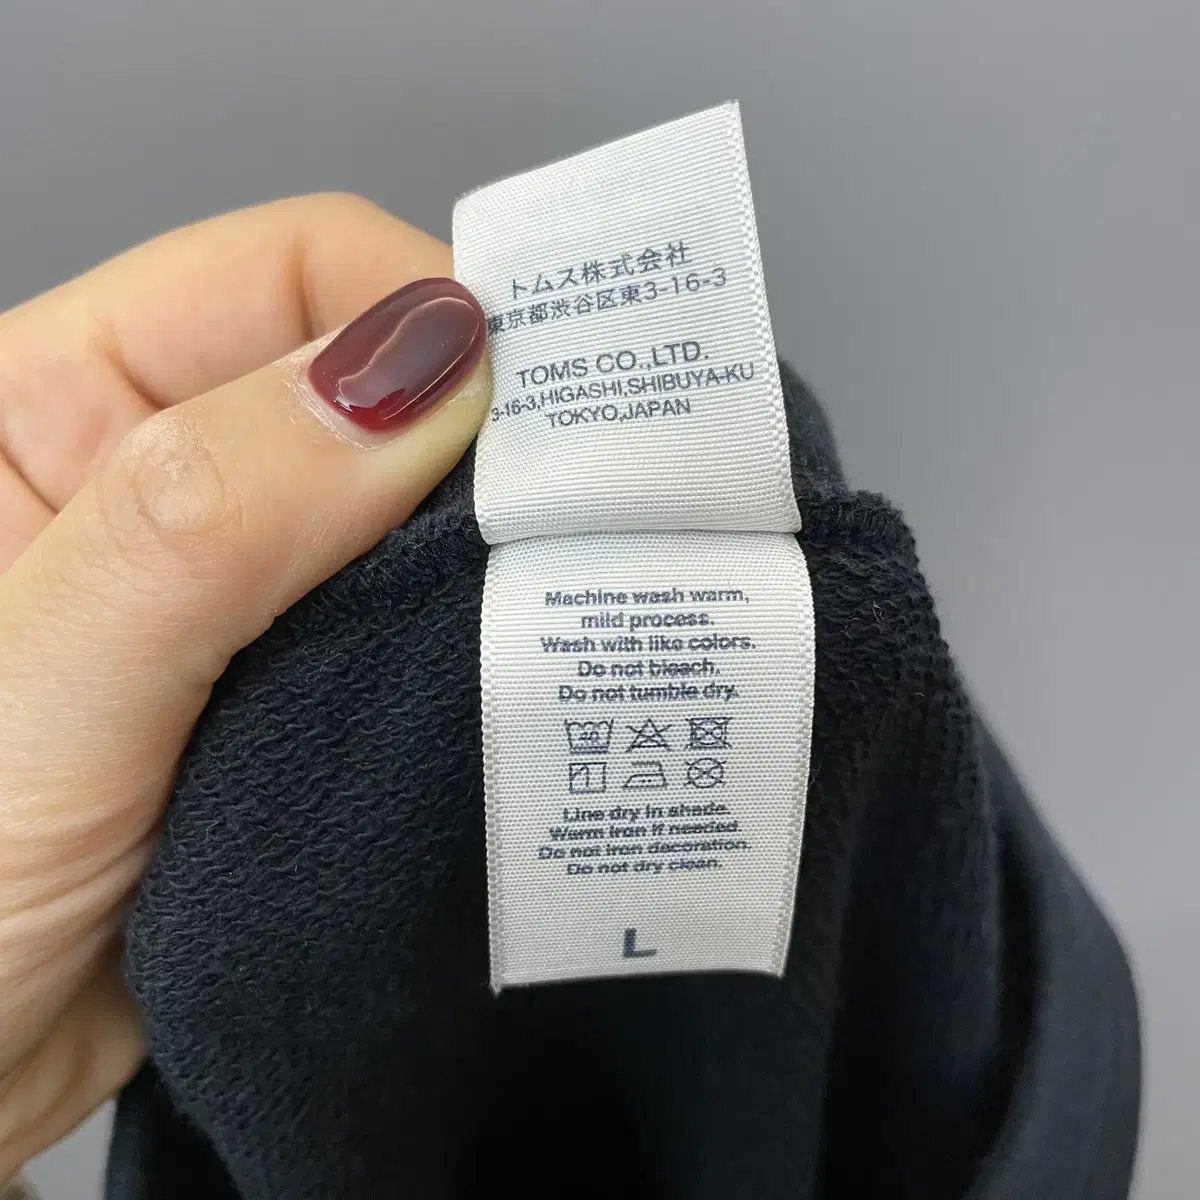 トムス株式会社
東京都渋谷区東3-16-3
TOMS CO.,LTD.
3-16-3,HIGASHI,SHIBUYA-KU
TOKYO,JAPAN
Machine wash warm,
mild process.
Wash with like colors.
Do not bleach.
Do not tumble dry.
40
Line dry in shade.
Warm iron if needed.
Do not iron decoration.
Do not dry clean.
L